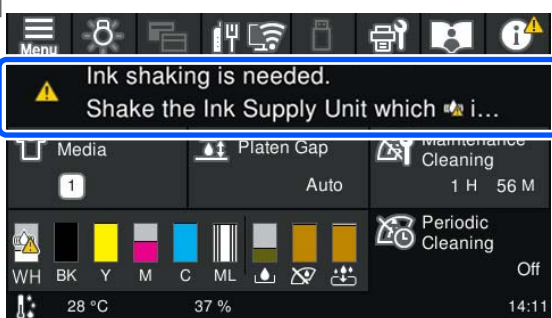 Menu
Ink shaking is needed.
Shake the Ink Supply Unit which i...
Media
1
Platen Gap
Auto
Maintenance
Cleaning
1 H 56 M
WH BK Y M C ML
Periodic
Cleaning
Off
28 °C 37 % 14:11